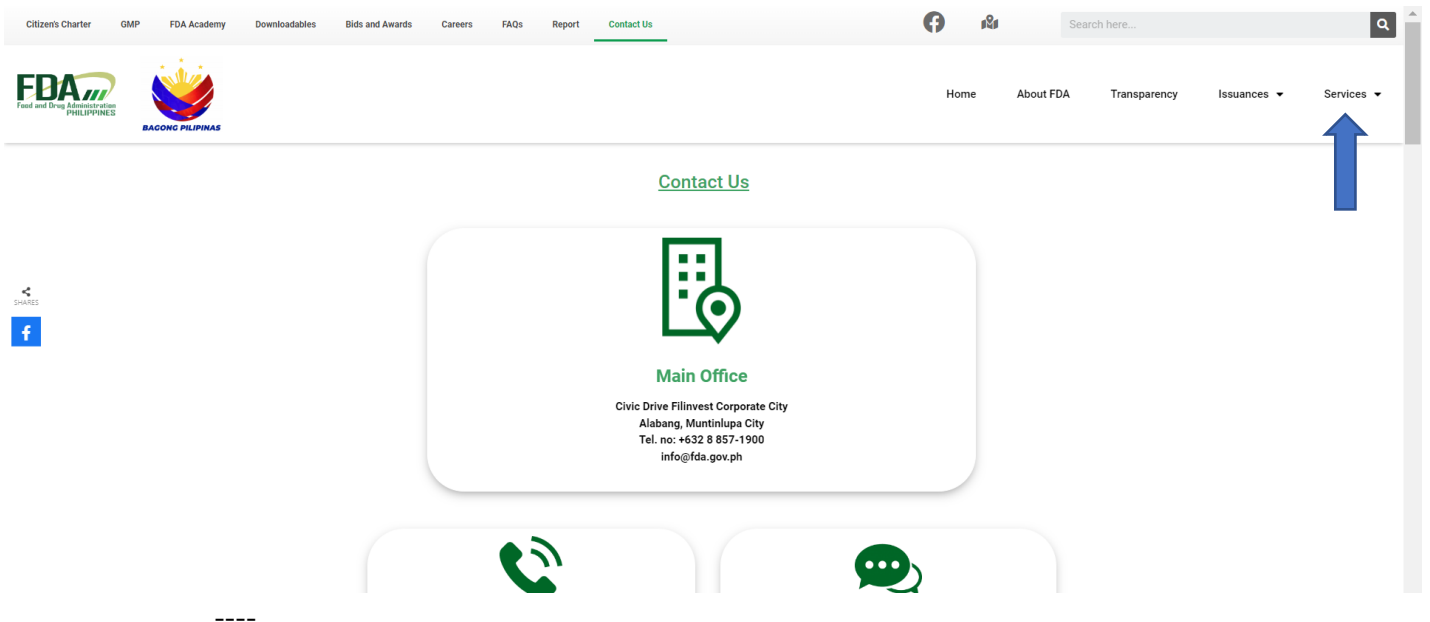 Citizen's Charter GMP FDA Academy Downloadables Bids and Awards Careers FAQs Report Contact Us Search here...
FDA
Food and Drug Administration
PHILIPPINES
BAGONG PILIPINAS
Home About FDA Transparency Issuances Services
Contact Us
SHARES
Main Office
Civic Drive Filinvest Corporate City
Alabang, Muntinlupa City
Tel. no: +632 8 857-1900
info@fda.gov.ph
----